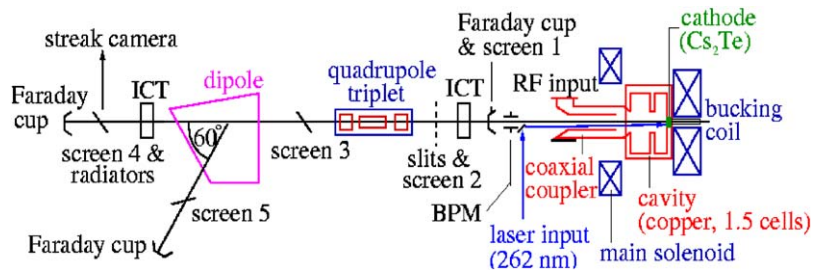 streak camera
Faraday
cup
ICT
dipole
60°
screen 4 &
radiators
screen 5
Faraday cup
quadrupole
triplet
screen 3
slits &
screen 2
ICT
Faraday cup
& screen 1
BPM
RF input
coaxial
coupler
laser input
(262 nm)
cathode
(Cs₂Te)
bucking
coil
cavity
(copper, 1.5 cells)
main solenoid